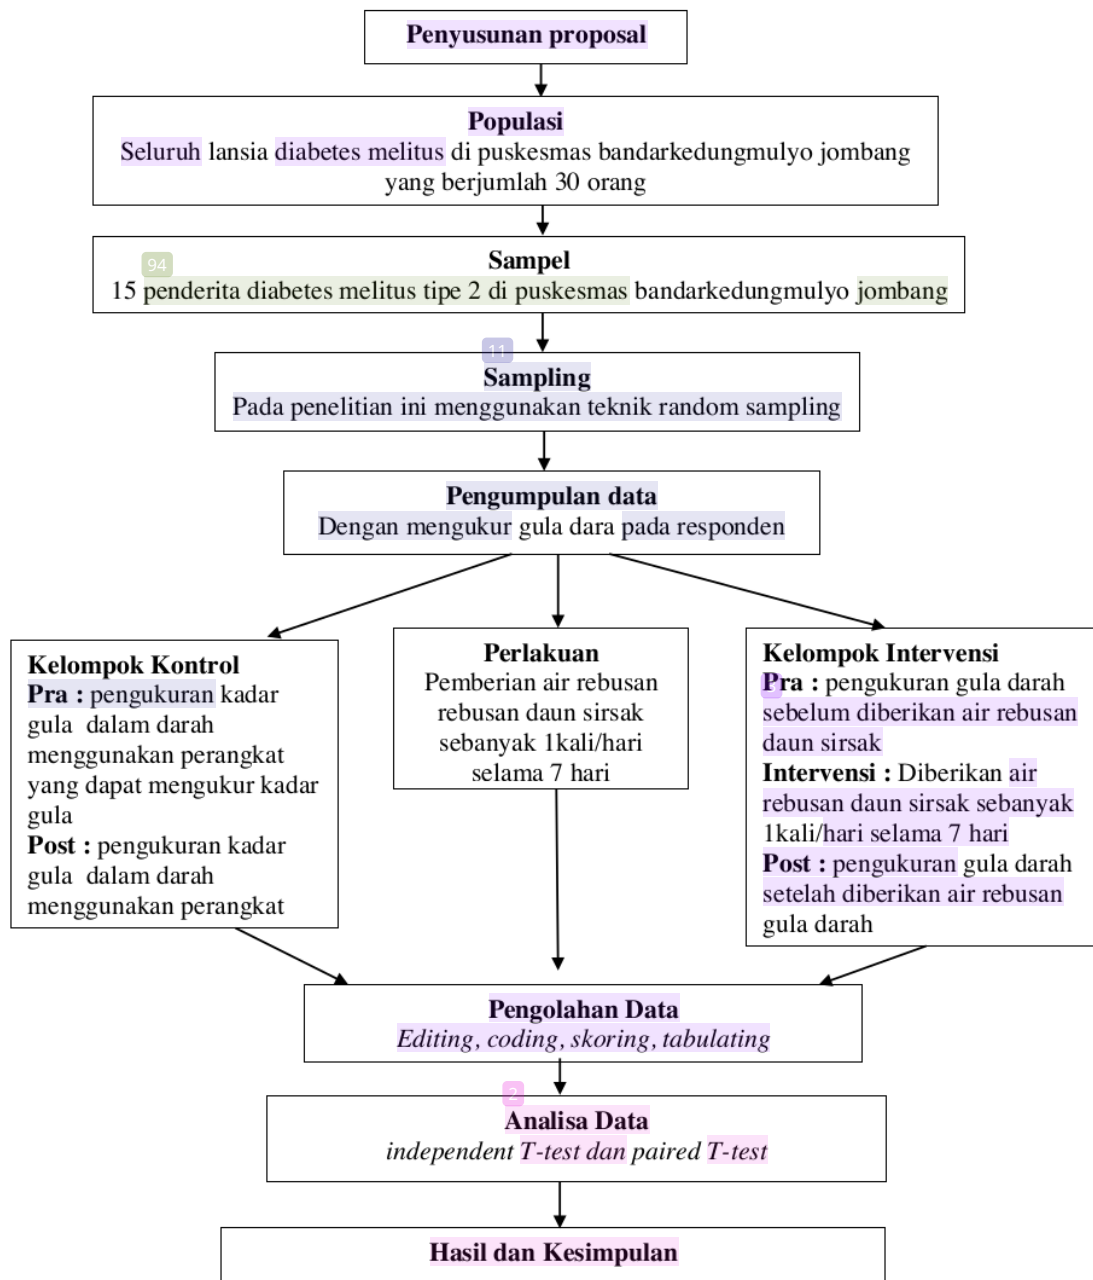 Penyusunan proposal
Populasi
Seluruh lansia diabetes melitus di puskesmas bandarkedungmulyo jombang
yang berjumlah 30 orang
94
Sampel
15 penderita diabetes melitus tipe 2 di puskesmas bandarkedungmulyo jombang
11
Sampling
Pada penelitian ini menggunakan teknik random sampling
Pengumpulan data
Dengan mengukur gula dara pada responden
Kelompok Kontrol
Pra : pengukuran kadar
gula dalam darah
menggunakan perangkat
yang dapat mengukur kadar
gula
Post : pengukuran kadar
gula dalam darah
menggunakan perangkat
Perlakuan
Pemberian air rebusan
rebusan daun sirsak
sebanyak 1kali/hari
selama 7 hari
Kelompok Intervensi
Pra : pengukuran gula darah
sebelum diberikan air rebusan
daun sirsak
Intervensi : Diberikan air
rebusan daun sirsak sebanyak
1kali/hari selama 7 hari
Post : pengukuran gula darah
setelah diberikan air rebusan
gula darah
Pengolahan Data
Editing, coding, skoring, tabulating
2
Analisa Data
independent T-test dan paired T-test
Hasil dan Kesimpulan